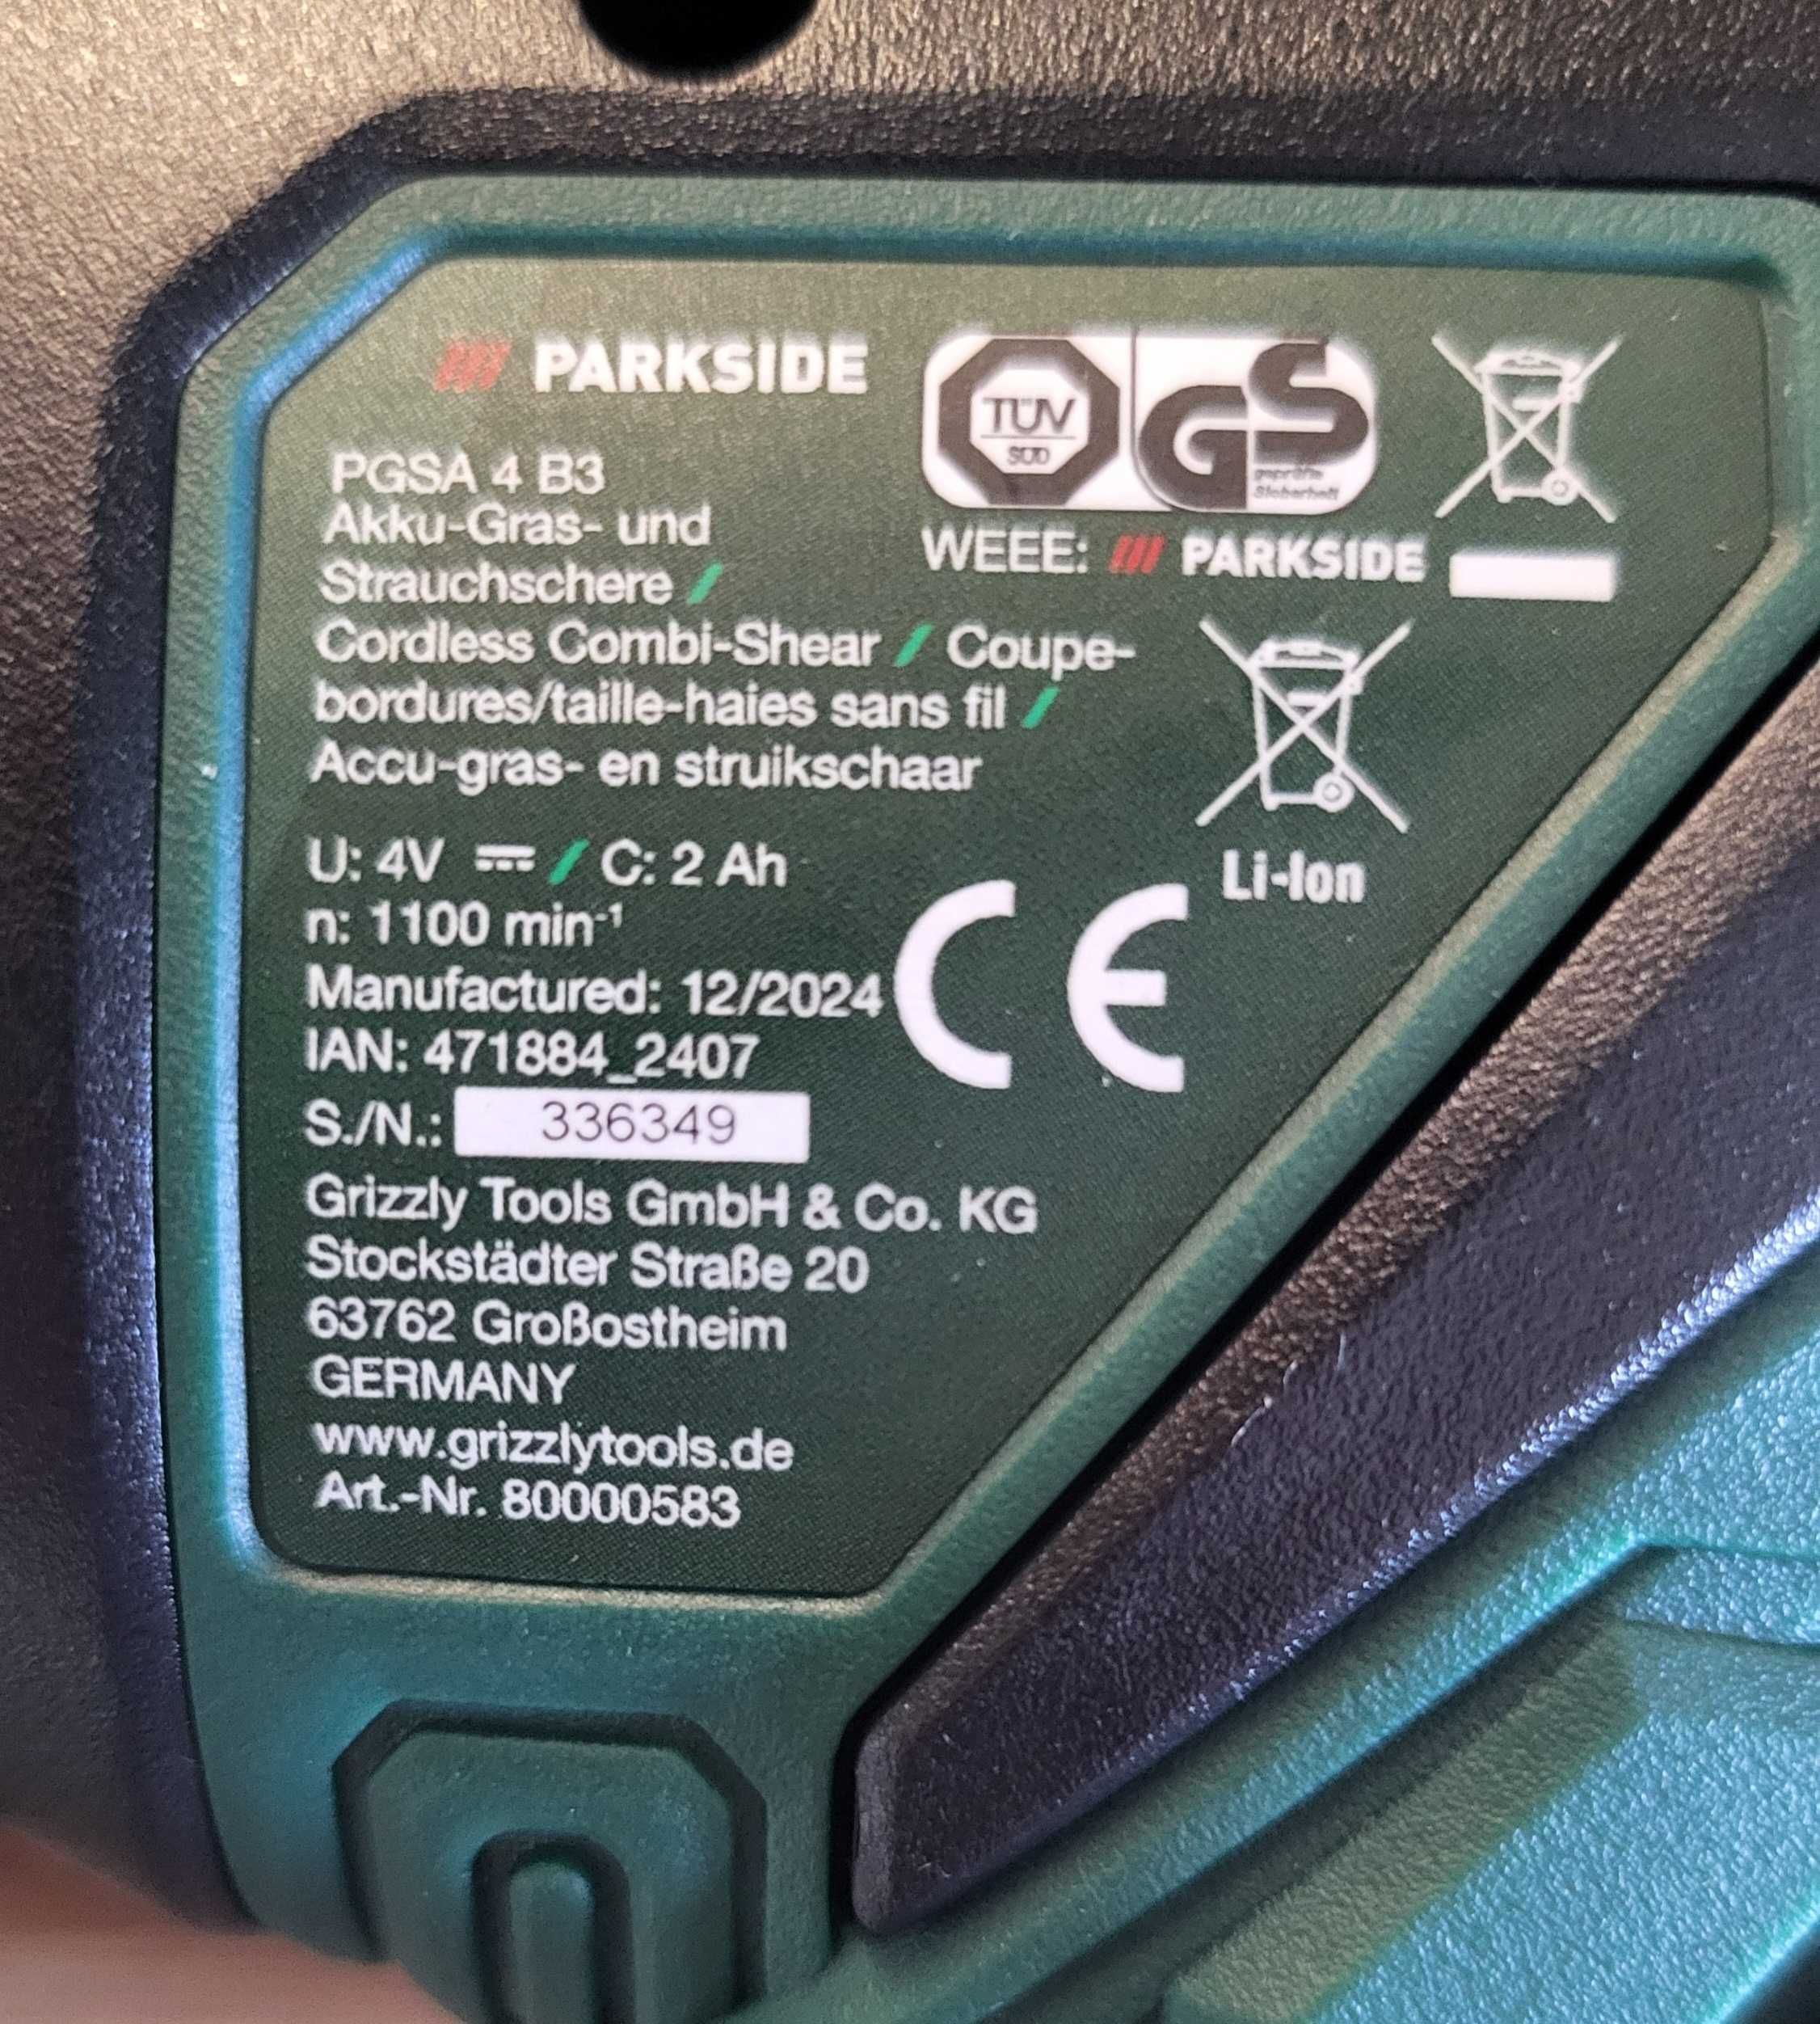 PARKSIDE
TÜV
SÜD
GS
geprüfte
Sicherheit
PGSA 4 B3
Akku-Gras- und
Strauchschere /
Cordless Combi-Shear / Coupe-
bordures/taille-haies sans fil /
Accu-gras- en struikschaar
WEEE: PARKSIDE
Li-Ion
U: 4V ⎓ / C: 2 Ah
n: 1100 min⁻¹
Manufactured: 12/2024
CE
IAN: 471884_2407
S./N.: 336349
Grizzly Tools GmbH & Co. KG
Stockstädter Straße 20
63762 Großostheim
GERMANY
www.grizzlytools.de
Art.-Nr. 80000583